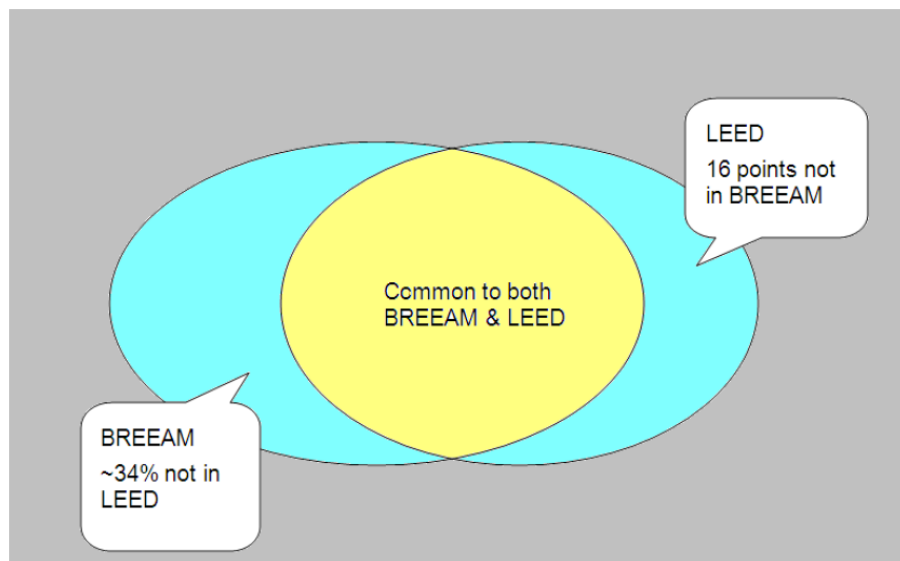 LEED
16 points not
in BREEAM
Common to both
BREEAM & LEED
BREEAM
~34% not in
LEED